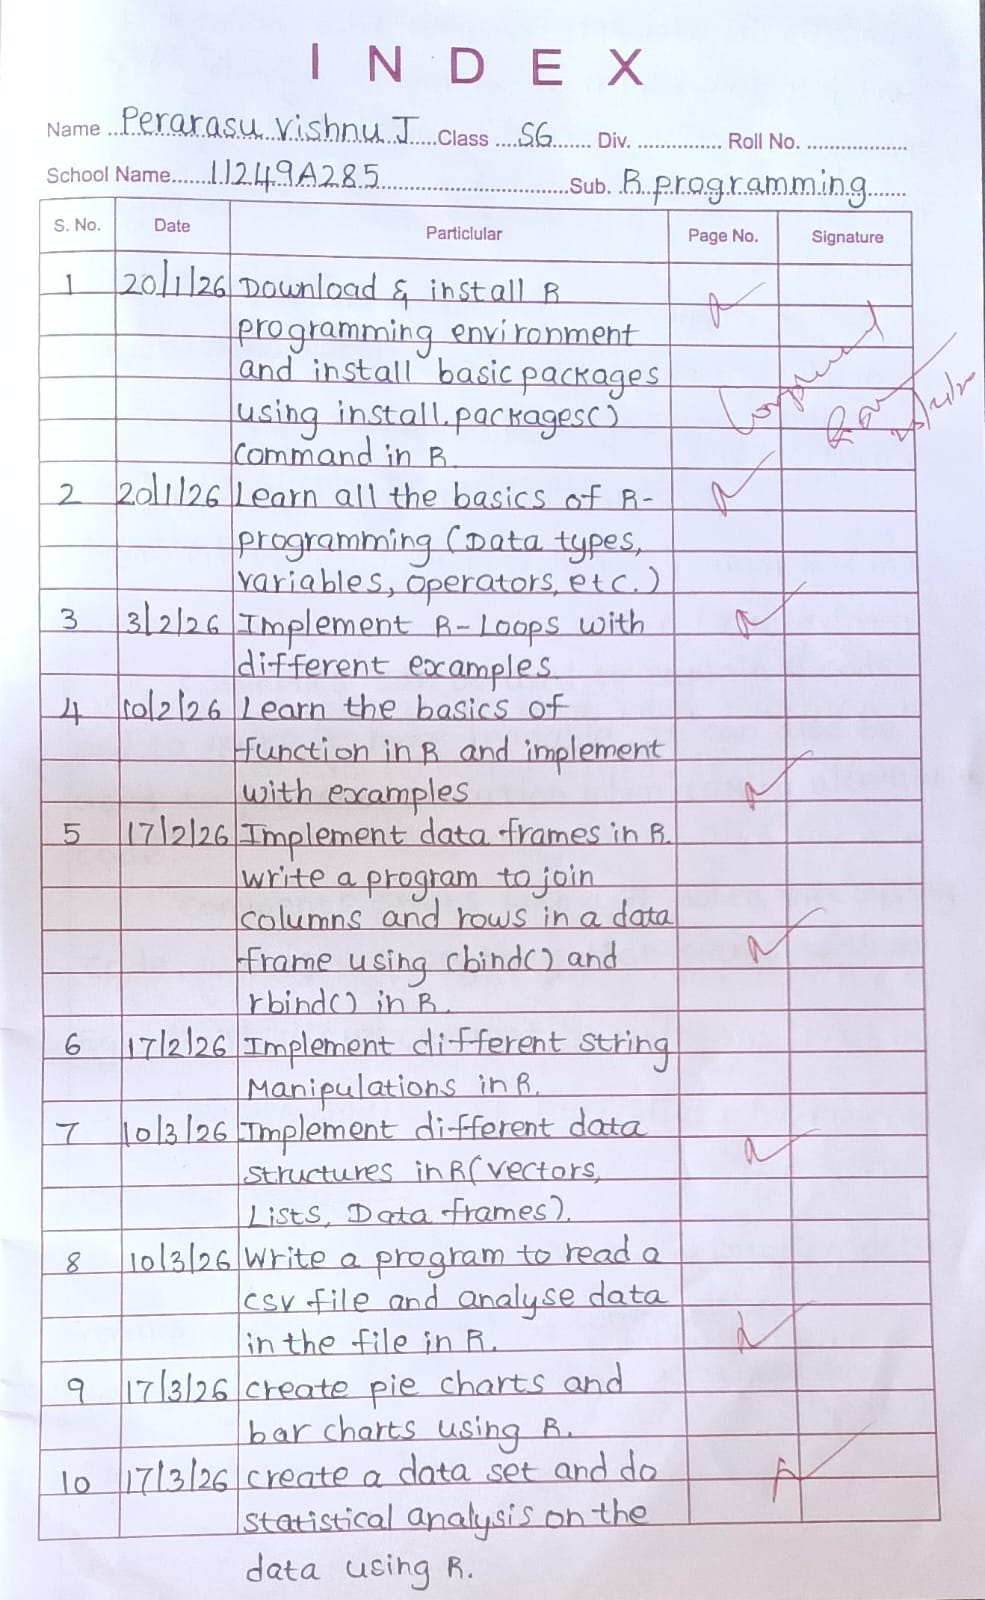 INDEX
Name Perarasu Vishnu J Class S6 Div. Roll No.
School Name 11249A285 Sub. R programming
S. No. Date Particlular Page No. Signature
1 20/1/26 Download & install R
programming environment
and install basic packages
using install.packages()
command in R
Completed
2 20/1/26 Learn all the basics of R-
programming (Data types,
variables, operators, etc.)
3 3/2/26 Implement R-Loops with
different examples.
4 10/2/26 Learn the basics of
function in R and implement
with examples
5 17/2/26 Implement data frames in R.
write a program to join
columns and rows in a data
frame using cbind() and
rbind() in R.
6 17/2/26 Implement different string
Manipulations in R.
7 10/3/26 Implement different data
structures in R(vectors,
Lists, Data frames).
8 10/3/26 Write a program to read a
csv file and analyse data
in the file in R.
9 17/3/26 create pie charts and
bar charts using R.
10 17/3/26 create a data set and do
statistical analysis on the
data using R.